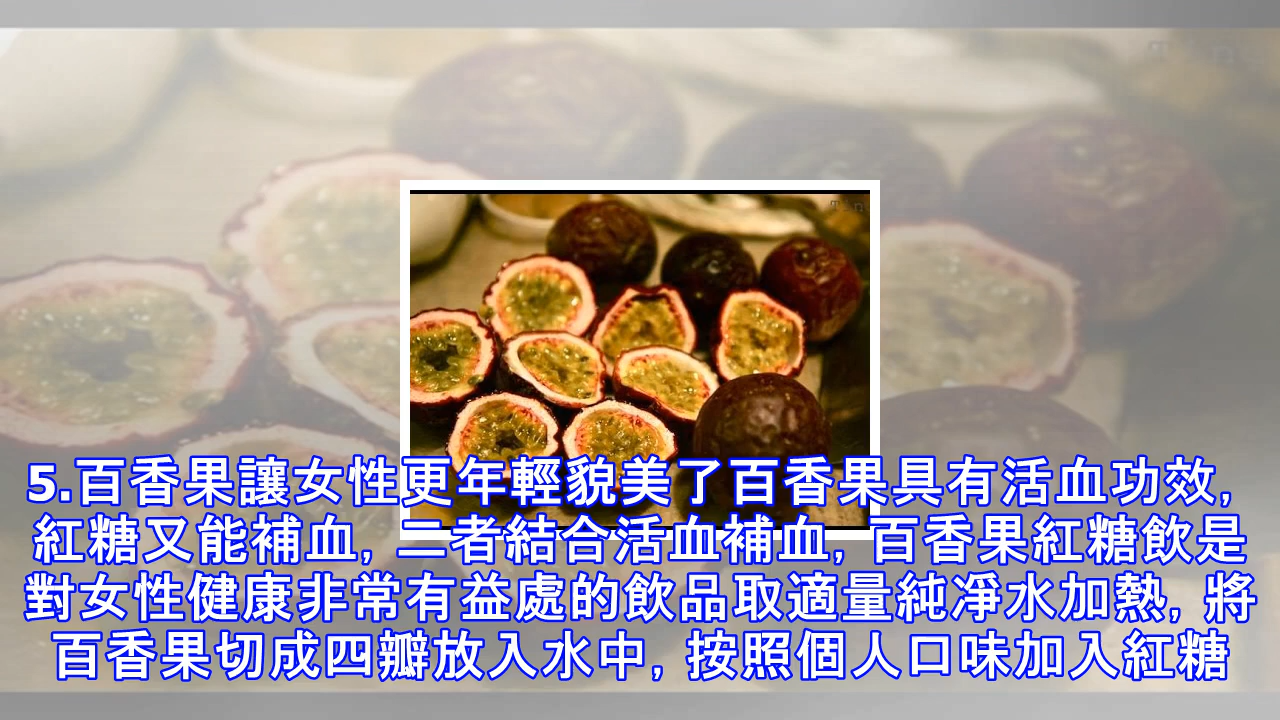 5.百香果讓女性更年輕貌美了百香果具有活血功效,
紅糖又能補血, 二者結合活血補血, 百香果紅糖飲是
對女性健康非常有益處的飲品取適量純淨水加熱, 將
百香果切成四瓣放入水中, 按照個人口味加入紅糖